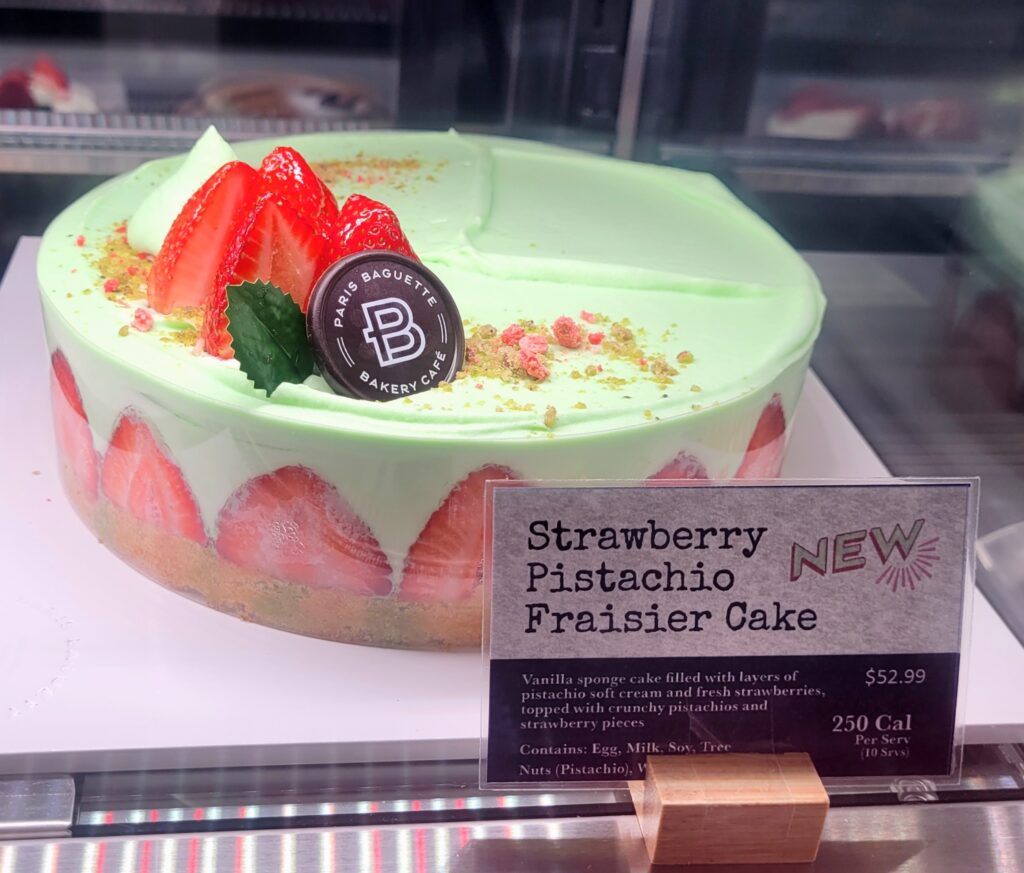 PARIS BAGUETTE
B
BAKERY CAFÉ
Strawberry
Pistachio
Fraisier Cake
NEW
Vanilla sponge cake filled with layers of
pistachio soft cream and fresh strawberries,
topped with crunchy pistachios and
strawberry pieces
Contains: Egg, Milk, Soy, Tree
Nuts (Pistachio),
$52.99
250 Cal
Per Serv
(10 Srvs)